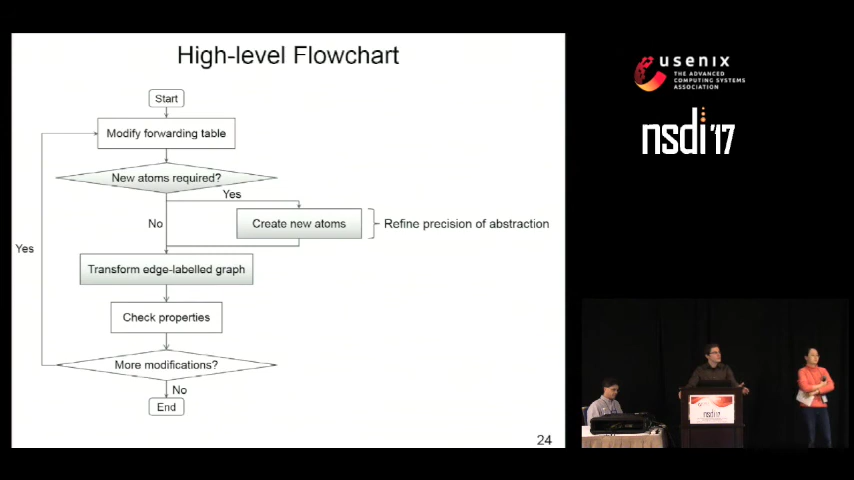 High-level Flowchart
Start
Modify forwarding table
New atoms required?
Yes
No
Create new atoms
Refine precision of abstraction
Yes
Transform edge-labelled graph
Check properties
More modifications?
No
End
24
usenix
THE ADVANCED
COMPUTING SYSTEMS
ASSOCIATION
nsdi '17
nsdi'17